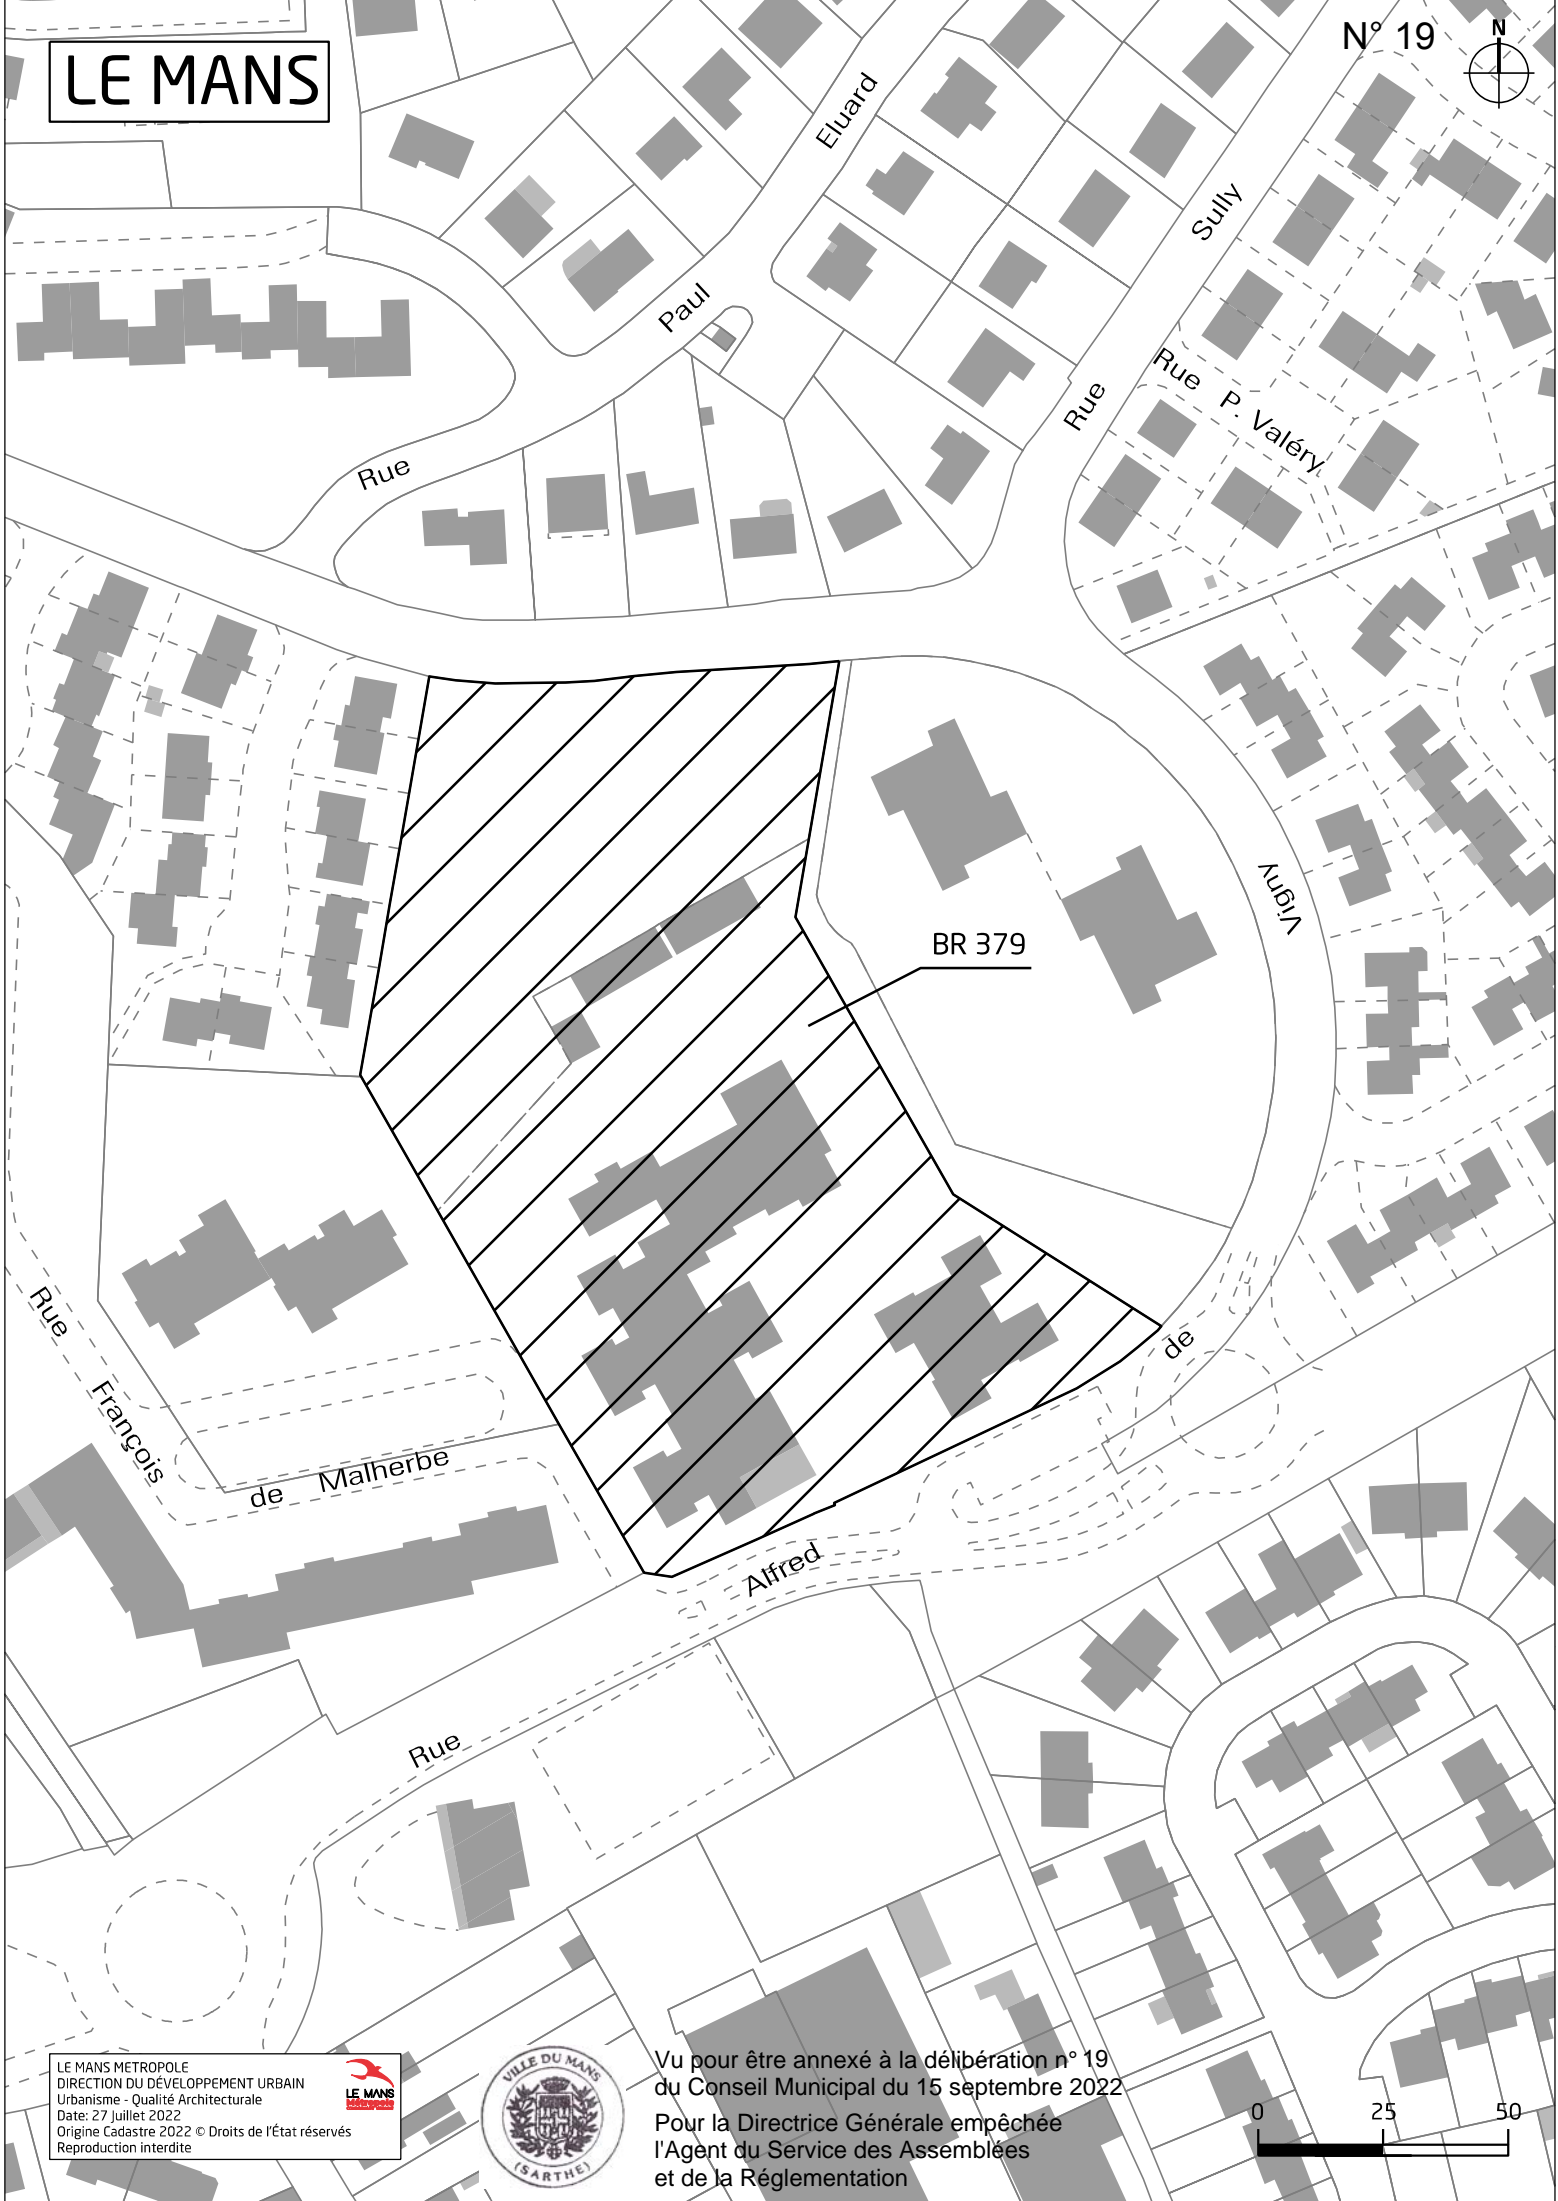 LE MANS
N° 19
N
Eluard
Sully
Paul
Rue
Rue
Rue P. Valéry
BR 379
Vigny
Rue
François
de Malherbe
de
Alfred
Rue
LE MANS METROPOLE
DIRECTION DU DÉVELOPPEMENT URBAIN
Urbanisme - Qualité Architecturale
Date: 27 Juillet 2022
Origine Cadastre 2022 © Droits de l'État réservés
Reproduction interdite
LE MANS
Métropole
VILLE DU MANS
(SARTHE)
Vu pour être annexé à la délibération n° 19
du Conseil Municipal du 15 septembre 2022
Pour la Directrice Générale empêchée
l'Agent du Service des Assemblées
et de la Réglementation
0 25 50